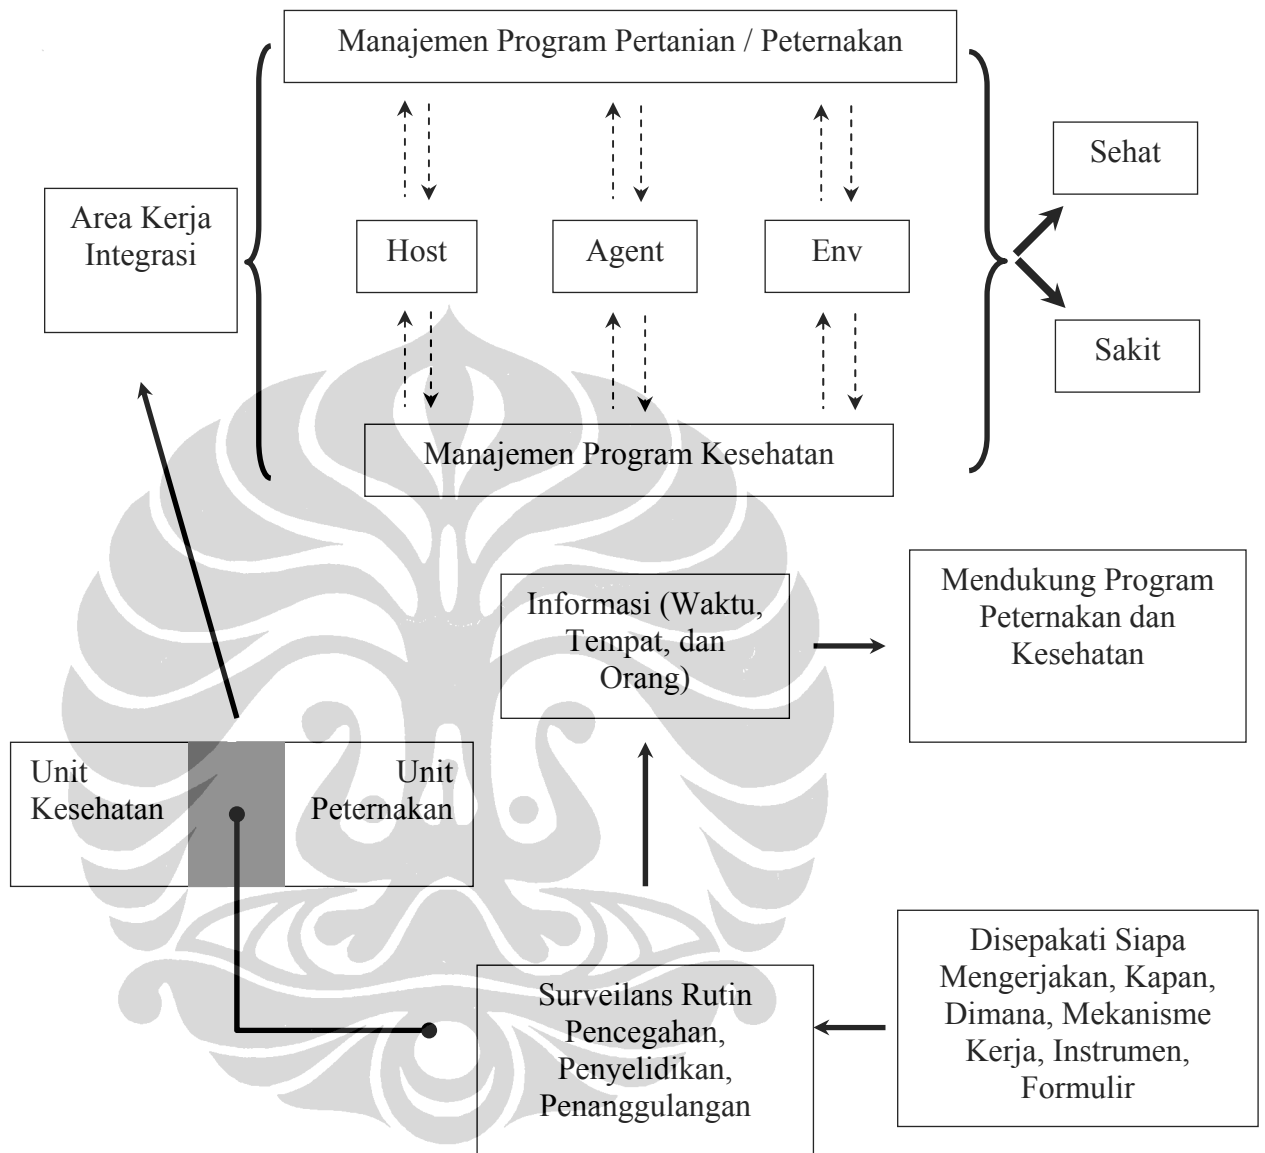 Manajemen Program Pertanian / Peternakan
Sehat
Area Kerja
Integrasi
Host
Agent
Env
Sakit
Manajemen Program Kesehatan
Informasi (Waktu,
Tempat, dan
Orang)
Mendukung Program
Peternakan dan
Kesehatan
Unit
Kesehatan
Unit
Peternakan
Surveilans Rutin
Pencegahan,
Penyelidikan,
Penanggulangan
Disepakati Siapa
Mengerjakan, Kapan,
Dimana, Mekanisme
Kerja, Instrumen,
Formulir